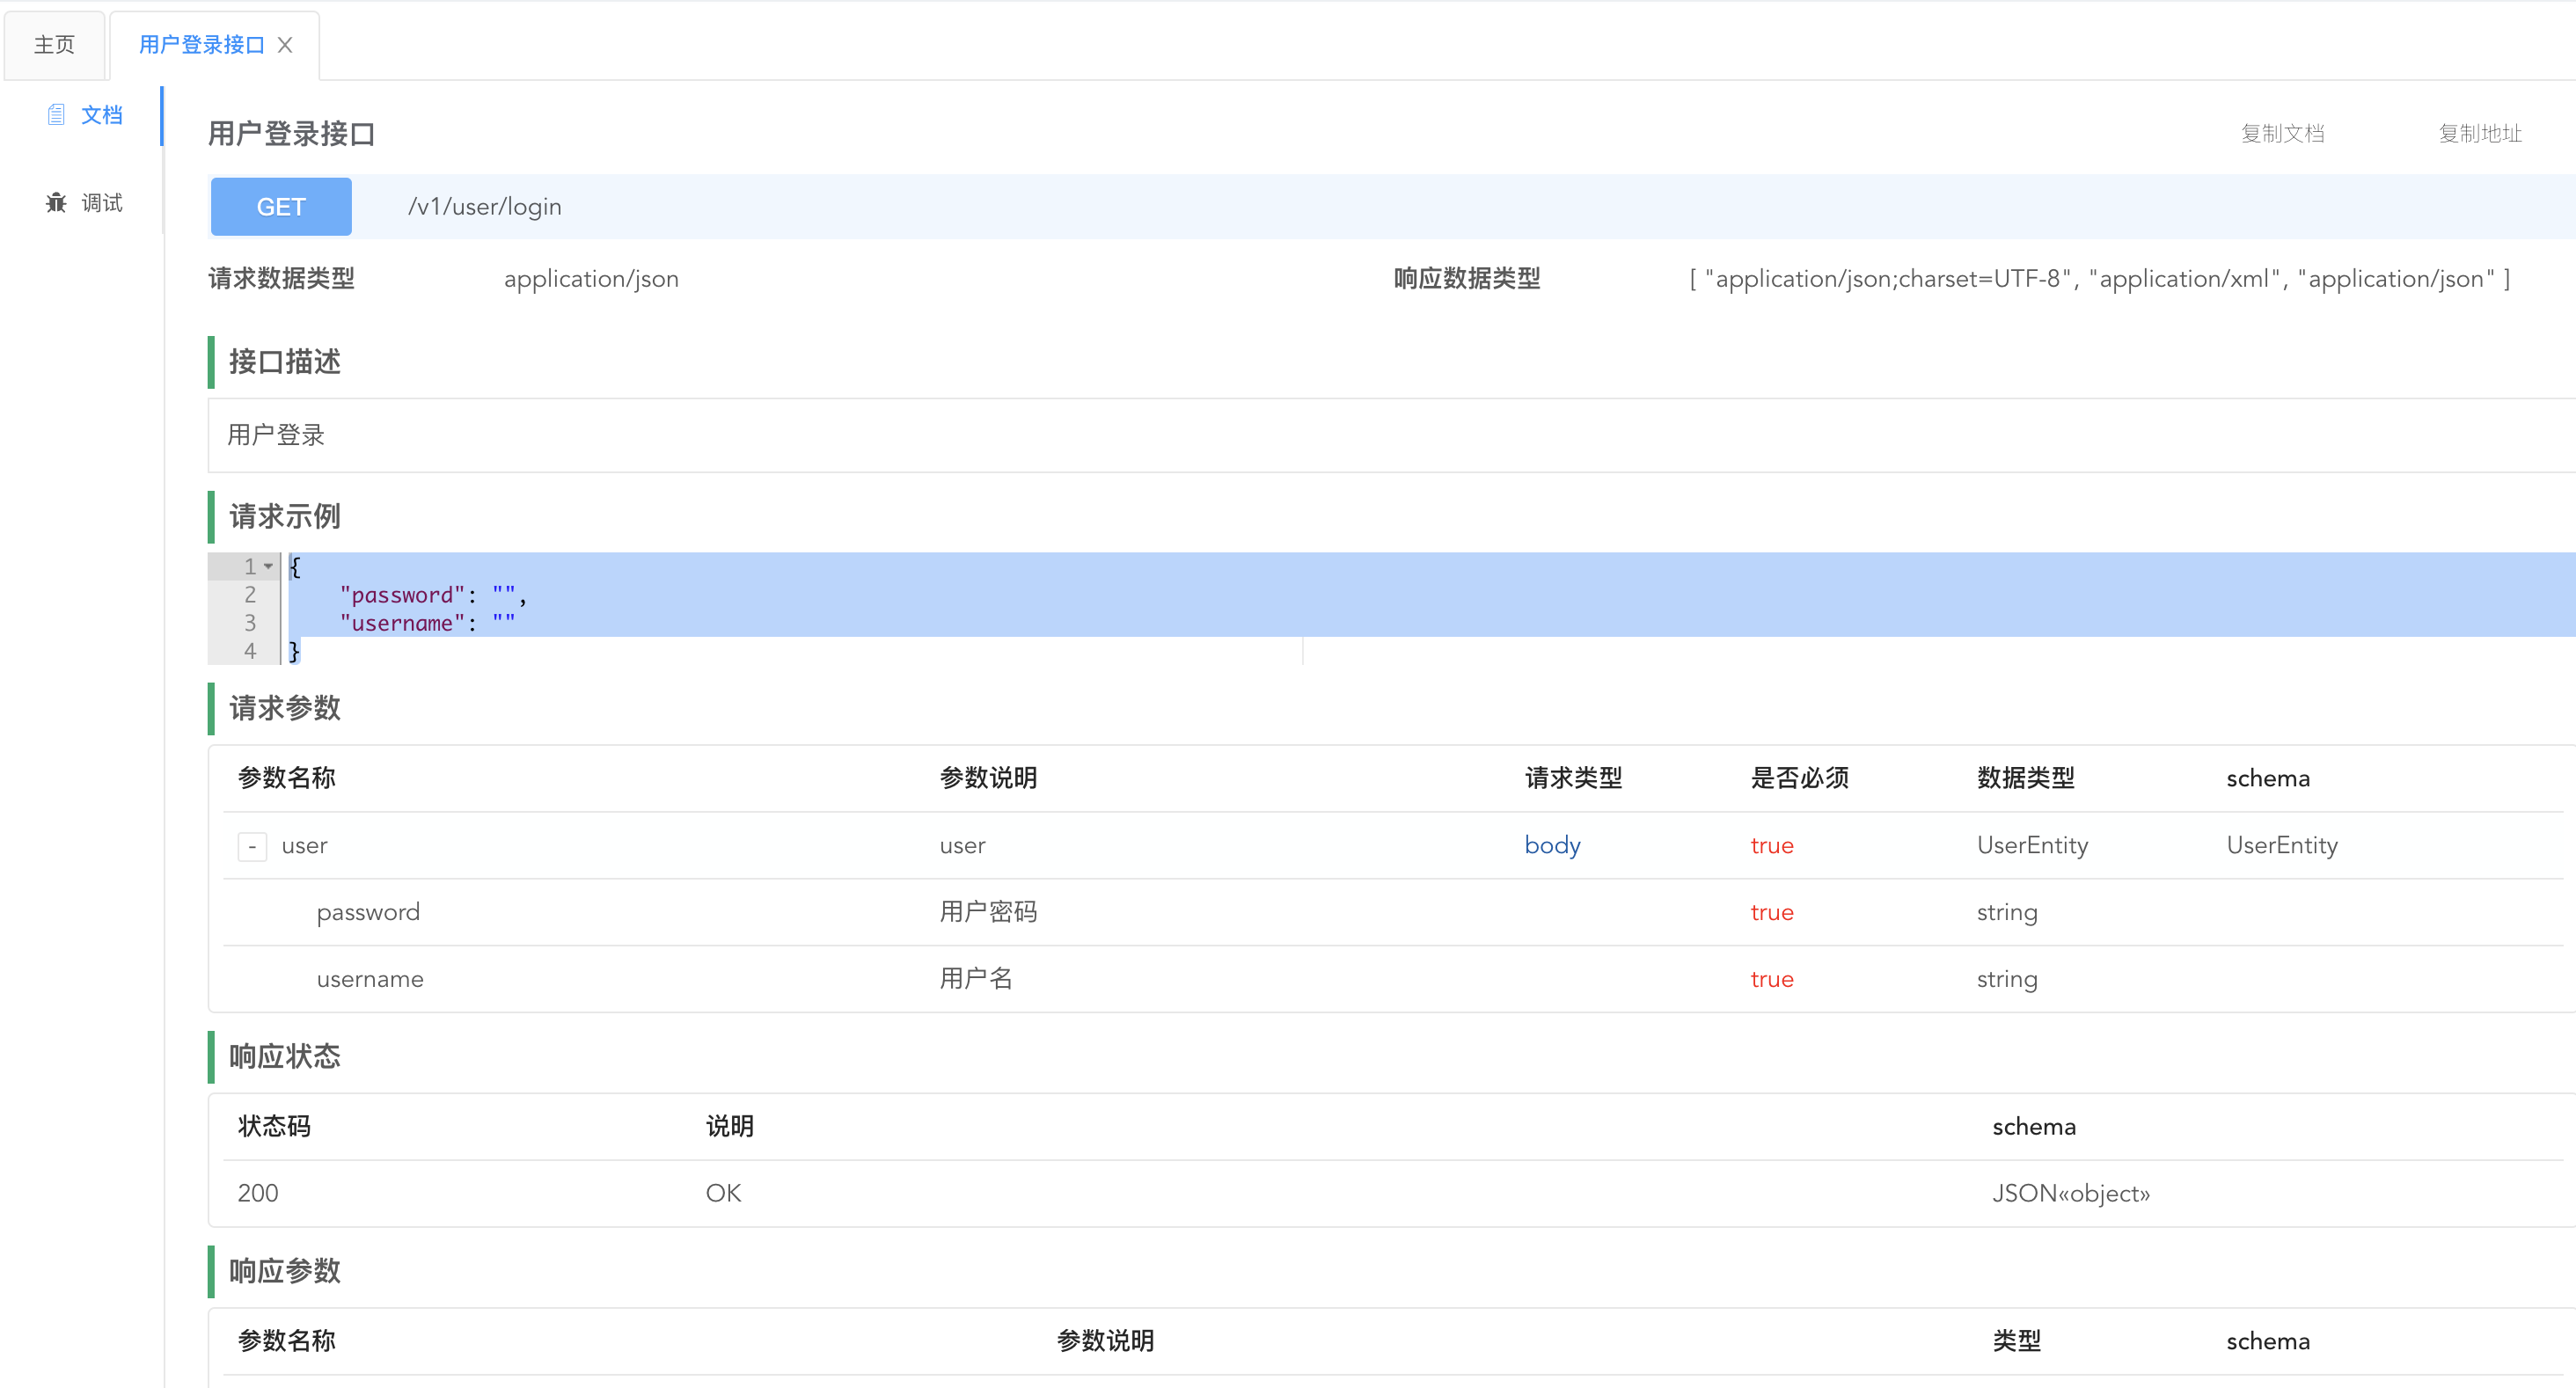 主页 用户登录接口
文档
调试
用户登录接口 复制文档 复制地址
GET /v1/user/login
请求数据类型 application/json 响应数据类型 [ "application/json;charset=UTF-8", "application/xml", "application/json" ]
接口描述
用户登录
请求示例
1 {
2 "password": "",
3 "username": ""
4 }
请求参数
参数名称 参数说明 请求类型 是否必须 数据类型 schema
- user user body true UserEntity UserEntity
password 用户密码 true string
username 用户名 true string
响应状态
状态码 说明 schema
200 OK JSON«object»
响应参数
参数名称 参数说明 类型 schema